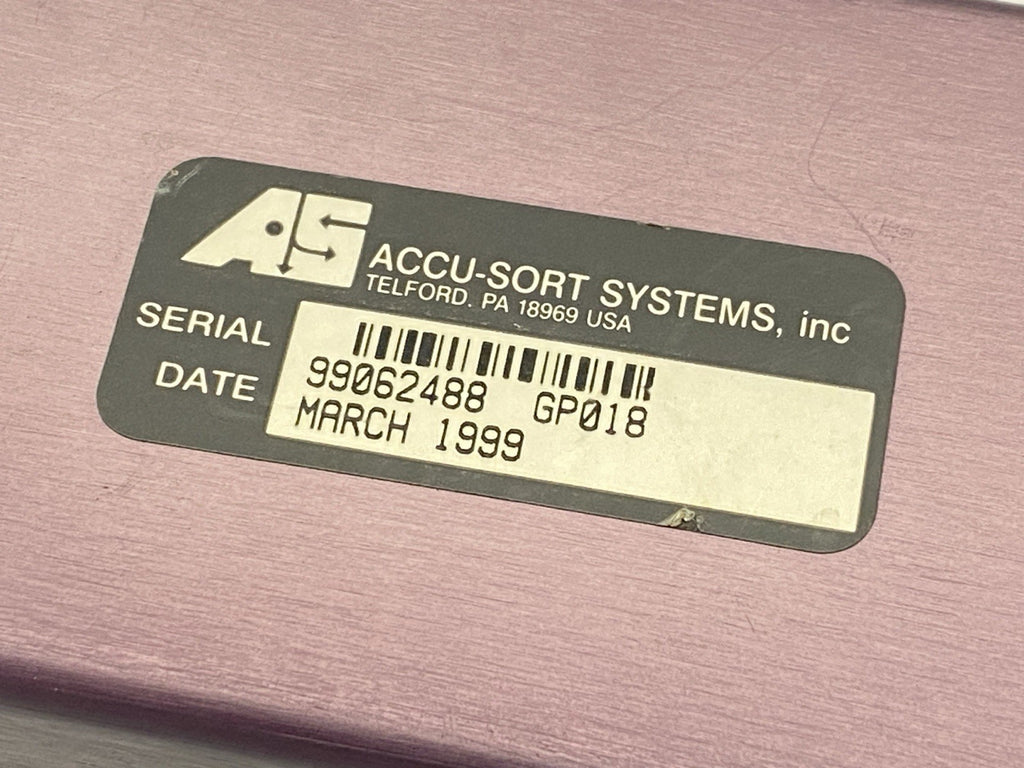 AS
ACCU-SORT SYSTEMS, inc
TELFORD. PA 18969 USA
SERIAL
99062488 GP018
DATE
MARCH 1999